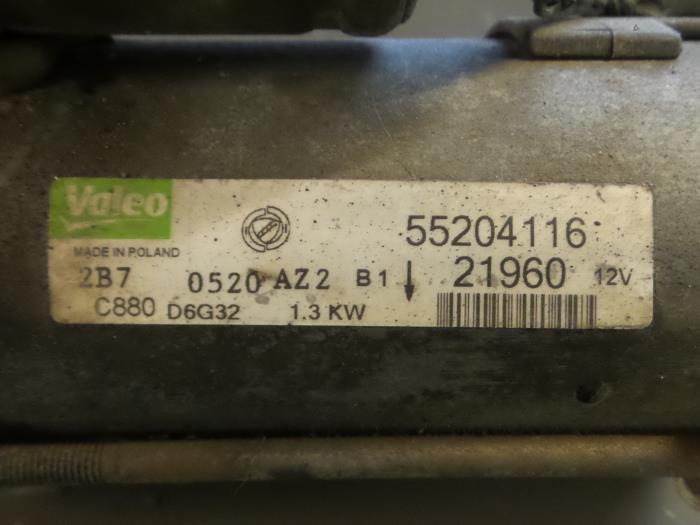 Valeo
55204116
MADE IN POLAND
2B7 0520 AZ2 B1 21960 12V
C880 D6G32 1.3 KW